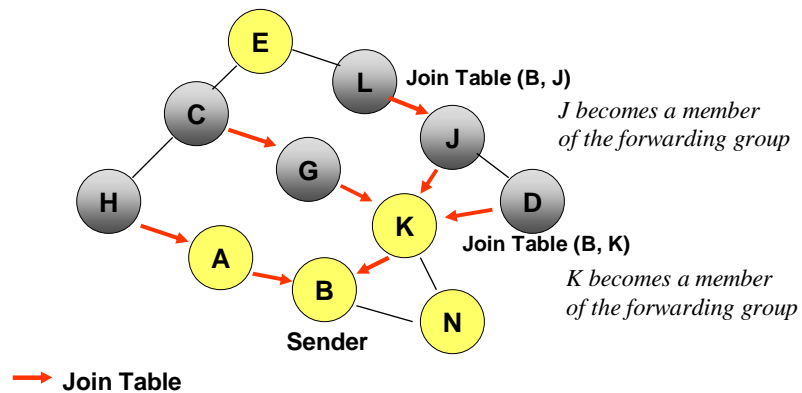 E
L
Join Table (B, J)
C
J becomes a member
of the forwarding group
J
G
H
D
K
Join Table (B, K)
A
K becomes a member
of the forwarding group
B
N
Sender
Join Table